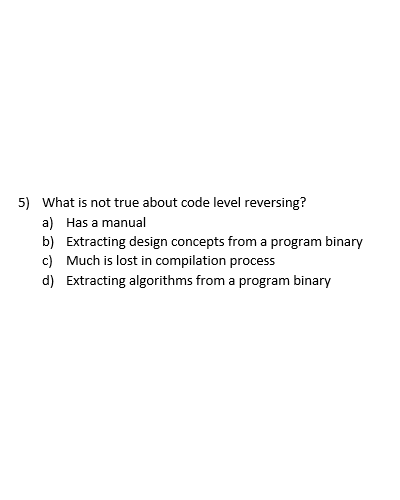 5) What is not true about code level reversing?
a) Has a manual
b) Extracting design concepts from a program binary
c) Much is lost in compilation process
d) Extracting algorithms from a program binary